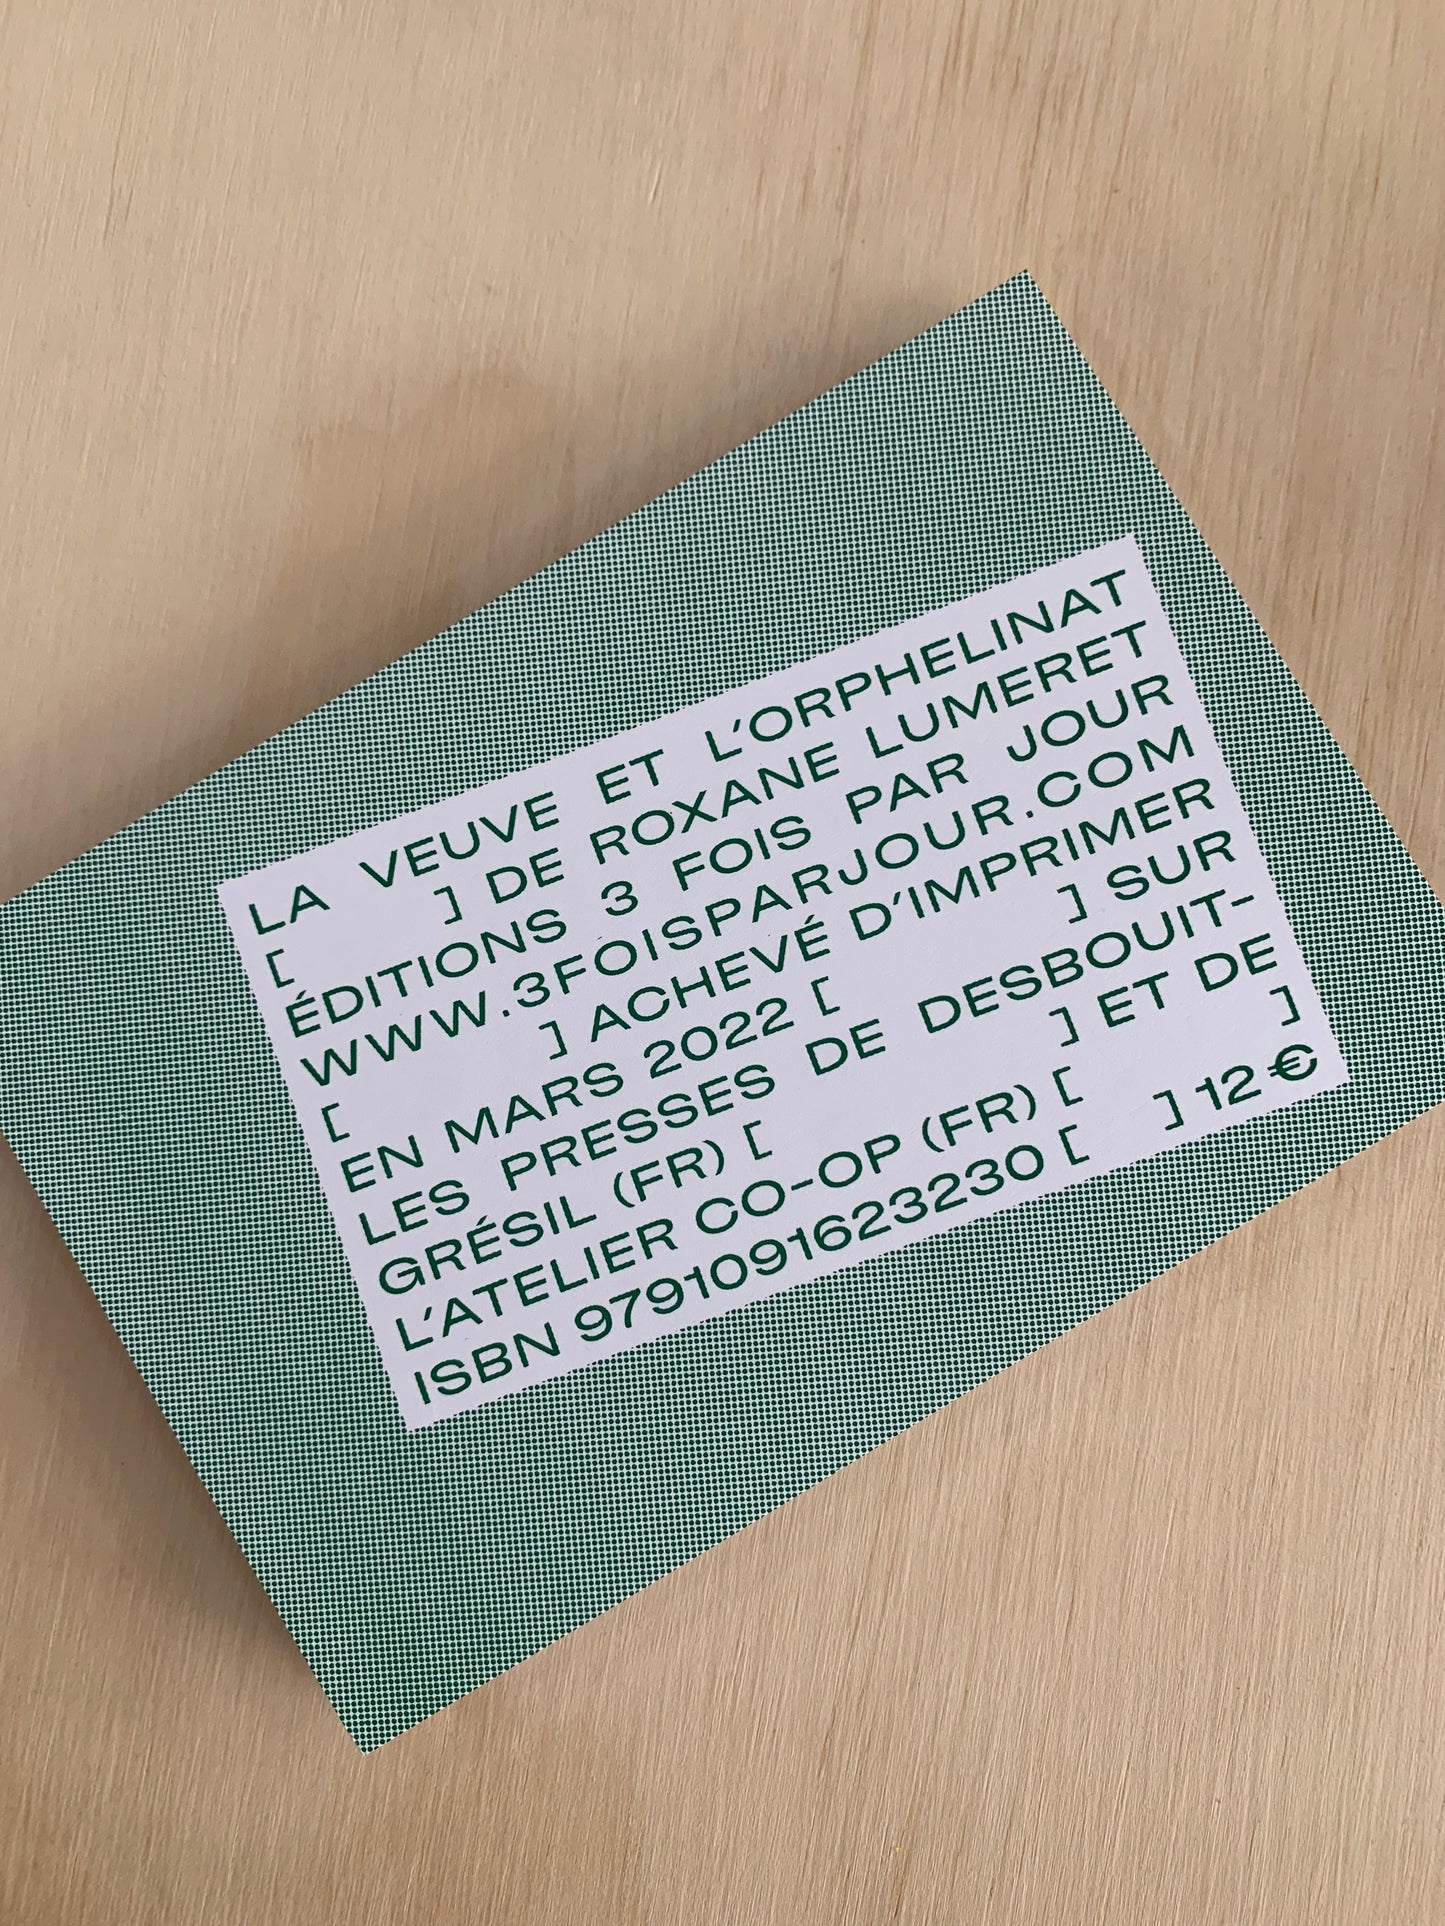 LA VEUVE ET L'ORPHELINAT
[ ] DE ROXANE LUMERET
ÉDITIONS 3 FOIS PAR JOUR
WWW.3FOISPARJOUR.COM
[ ] ACHEVÉ D'IMPRIMER
EN MARS 2022 [ ] SUR
LES PRESSES DE DESBOUIT-
GRÉSIL (FR) [ ] ET DE
L'ATELIER CO-OP (FR) [ ]
ISBN 9791091623230 [ ] 12 €